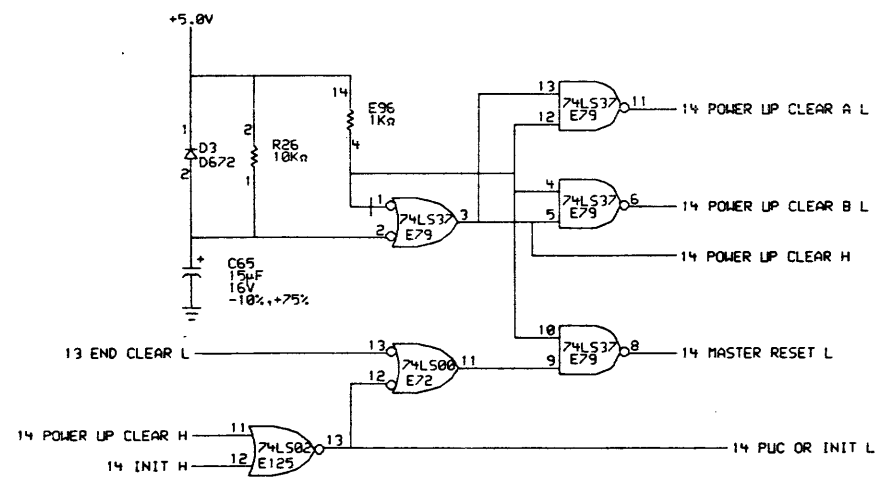 +5.0V
13
14
74LS37
11
14 POWER UP CLEAR A L
E96
E79
1KΩ
12
1
2
D3
R26
4
D672
10KΩ
2
1
4
1
74LS37
6
14 POWER UP CLEAR B L
74LS37
3
5
E79
2
E79
+
C65
14 POWER UP CLEAR H
15µF
16V
-10%,+75%
10
74LS37
8
14 MASTER RESET L
13 END CLEAR L
13
74LS00
11
9
E79
12
E72
14 POWER UP CLEAR H
11
74LS02
13
14 PUC OR INIT L
14 INIT H
12
E125